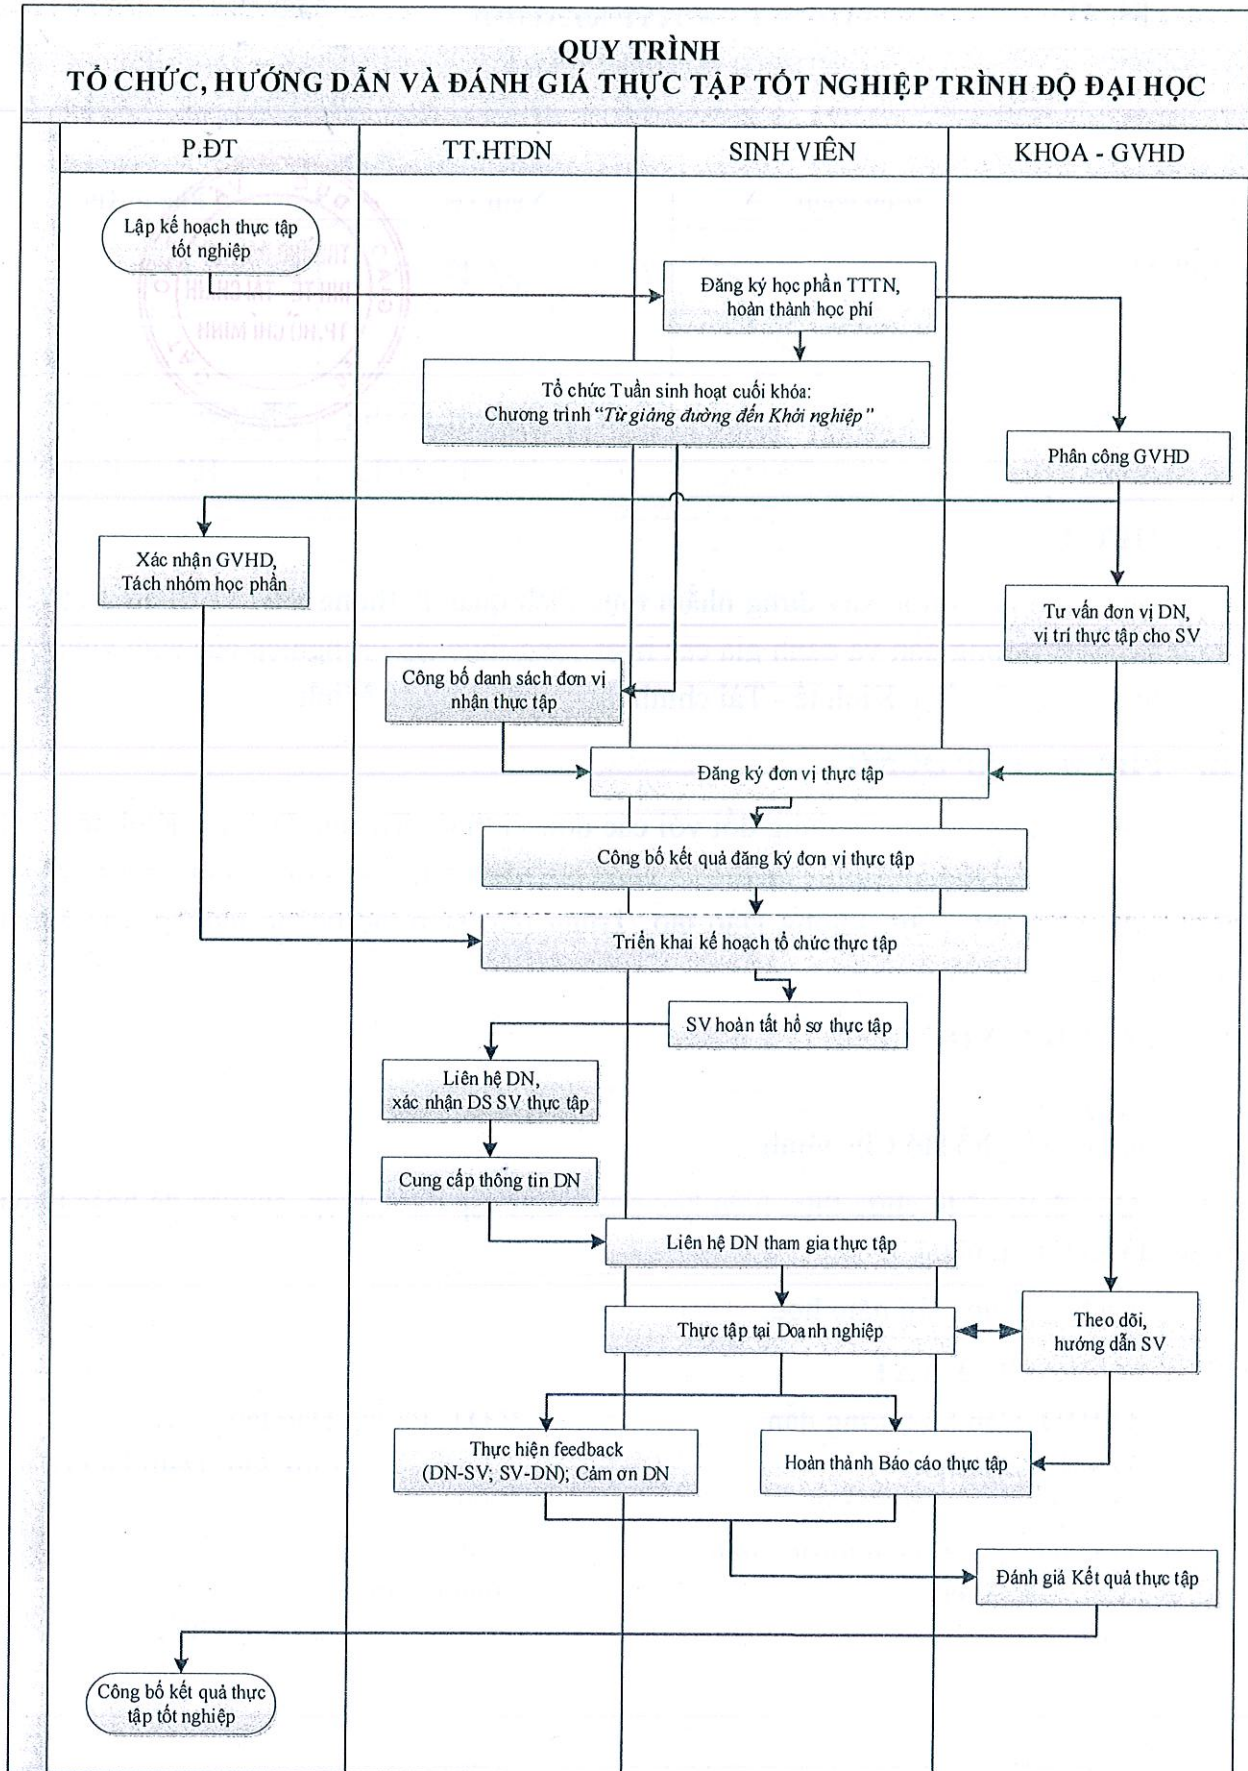 QUY TRÌNH
TỔ CHỨC, HƯỚNG DẪN VÀ ĐÁNH GIÁ THỰC TẬP TỐT NGHIỆP TRÌNH ĐỘ ĐẠI HỌC
P.ĐT
TT.HTDN
SINH VIÊN
KHOA - GVHD
Lập kế hoạch thực tập
tốt nghiệp
Đăng ký học phần TTTN,
hoàn thành học phí
Tổ chức Tuần sinh hoạt cuối khóa:
Chương trình “Từ giảng đường đến Khởi nghiệp”
Phân công GVHD
Xác nhận GVHD,
Tách nhóm học phần
Tư vấn đơn vị DN,
vị trí thực tập cho SV
Công bố danh sách đơn vị
nhận thực tập
Đăng ký đơn vị thực tập
Công bố kết quả đăng ký đơn vị thực tập
Triển khai kế hoạch tổ chức thực tập
SV hoàn tất hồ sơ thực tập
Liên hệ DN,
xác nhận DS SV thực tập
Cung cấp thông tin DN
Liên hệ DN tham gia thực tập
Thực tập tại Doanh nghiệp
Theo dõi,
hướng dẫn SV
Thực hiện feedback
(DN-SV; SV-DN); Cảm ơn DN
Hoàn thành Báo cáo thực tập
Đánh giá Kết quả thực tập
Công bố kết quả thực
tập tốt nghiệp